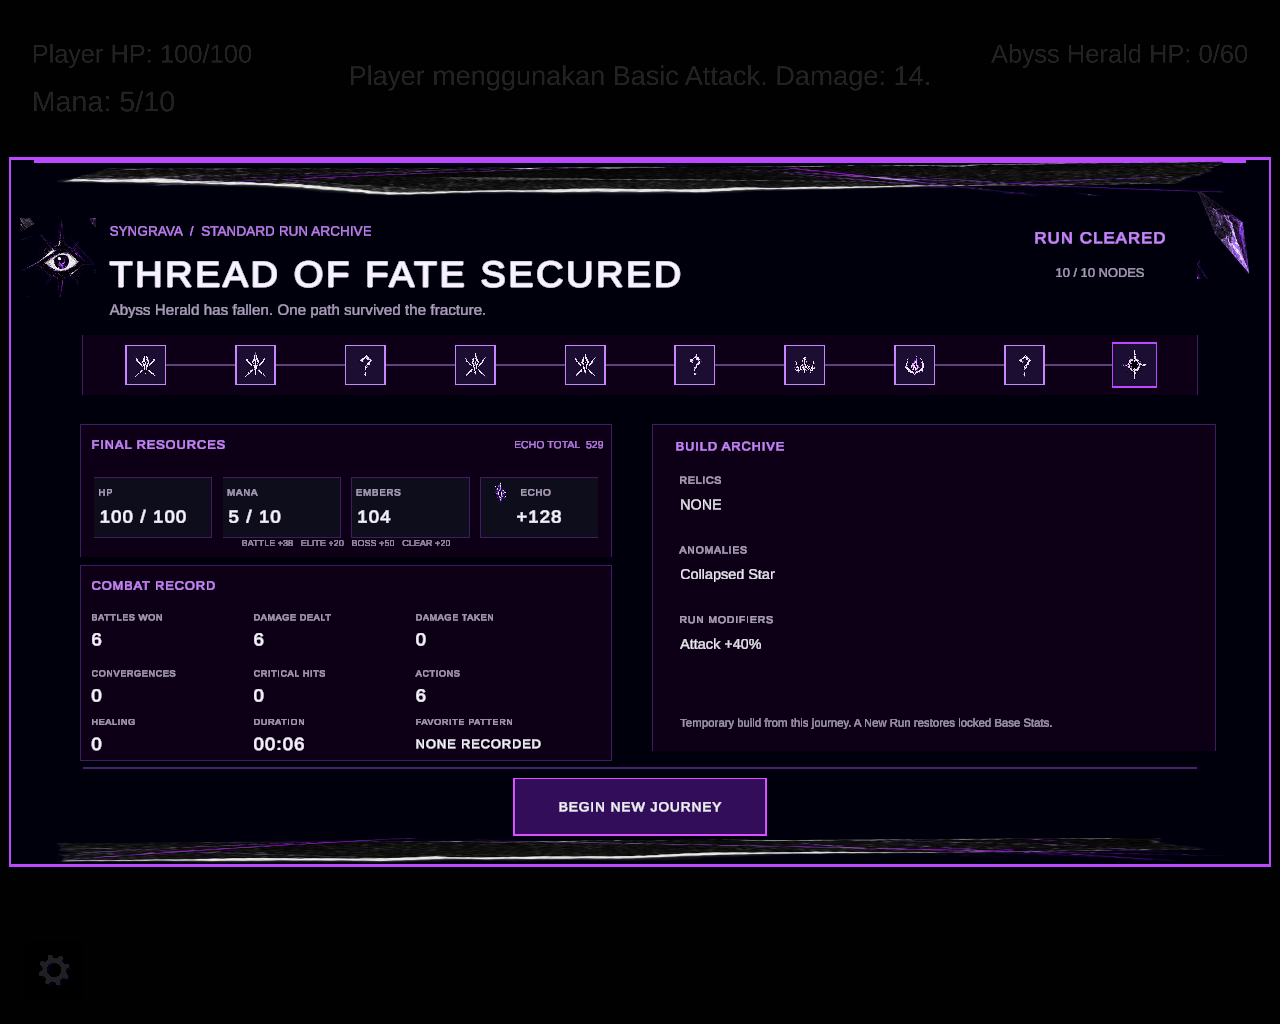 Player HP: 100/100
Abyss Herald HP: 0/60
Player menggunakan Basic Attack. Damage: 14.
Mana: 5/10
SYNGRAVA / STANDARD RUN ARCHIVE
RUN CLEARED
THREAD OF FATE SECURED
10 / 10 NODES
Abyss Herald has fallen. One path survived the fracture.
?
?
?
FINAL RESOURCES
ECHO TOTAL 529
HP
MANA
EMBERS
ECHO
100 / 100
5 / 10
104
+128
BATTLE +38 ELITE +20 BOSS +50 CLEAR +20
COMBAT RECORD
BATTLES WON
DAMAGE DEALT
DAMAGE TAKEN
6
6
0
CONVERGENCES
CRITICAL HITS
ACTIONS
0
0
6
HEALING
DURATION
FAVORITE PATTERN
0
00:06
NONE RECORDED
BUILD ARCHIVE
RELICS
NONE
ANOMALIES
Collapsed Star
RUN MODIFIERS
Attack +40%
Temporary build from this journey. A New Run restores locked Base Stats.
BEGIN NEW JOURNEY